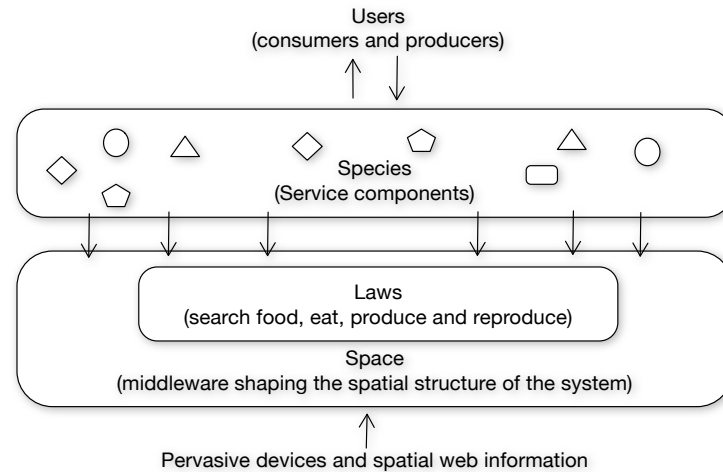 Users
(consumers and producers)
Species
(Service components)
Laws
(search food, eat, produce and reproduce)
Space
(middleware shaping the spatial structure of the system)
Pervasive devices and spatial web information